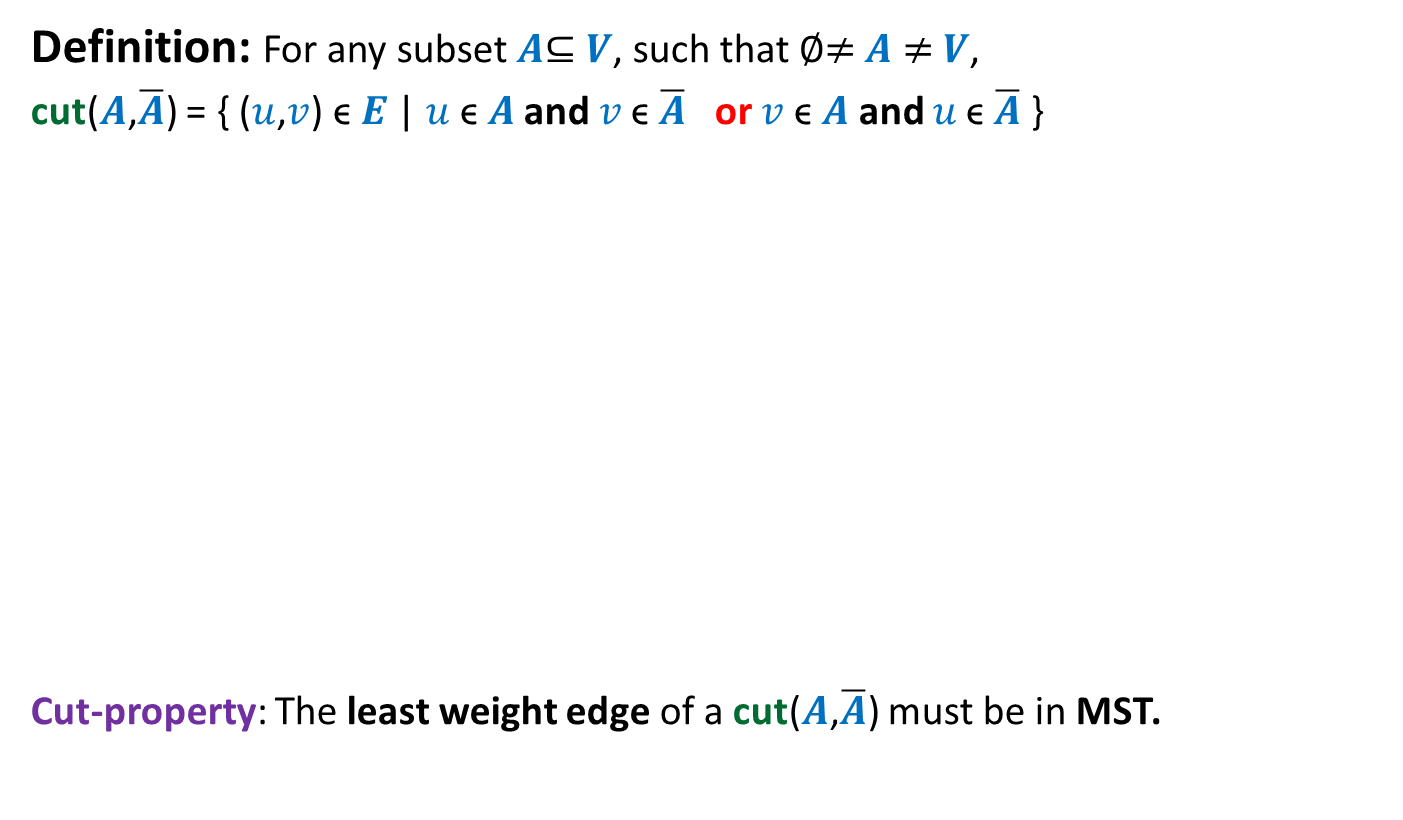 Definition: For any subset A⊆ V, such that ∅≠ A ≠ V,
cut(A,A̅) = { (u,v) ϵ E | u ϵ A and v ϵ A̅ or v ϵ A and u ϵ A̅ }
Cut-property: The least weight edge of a cut(A,A̅) must be in MST.